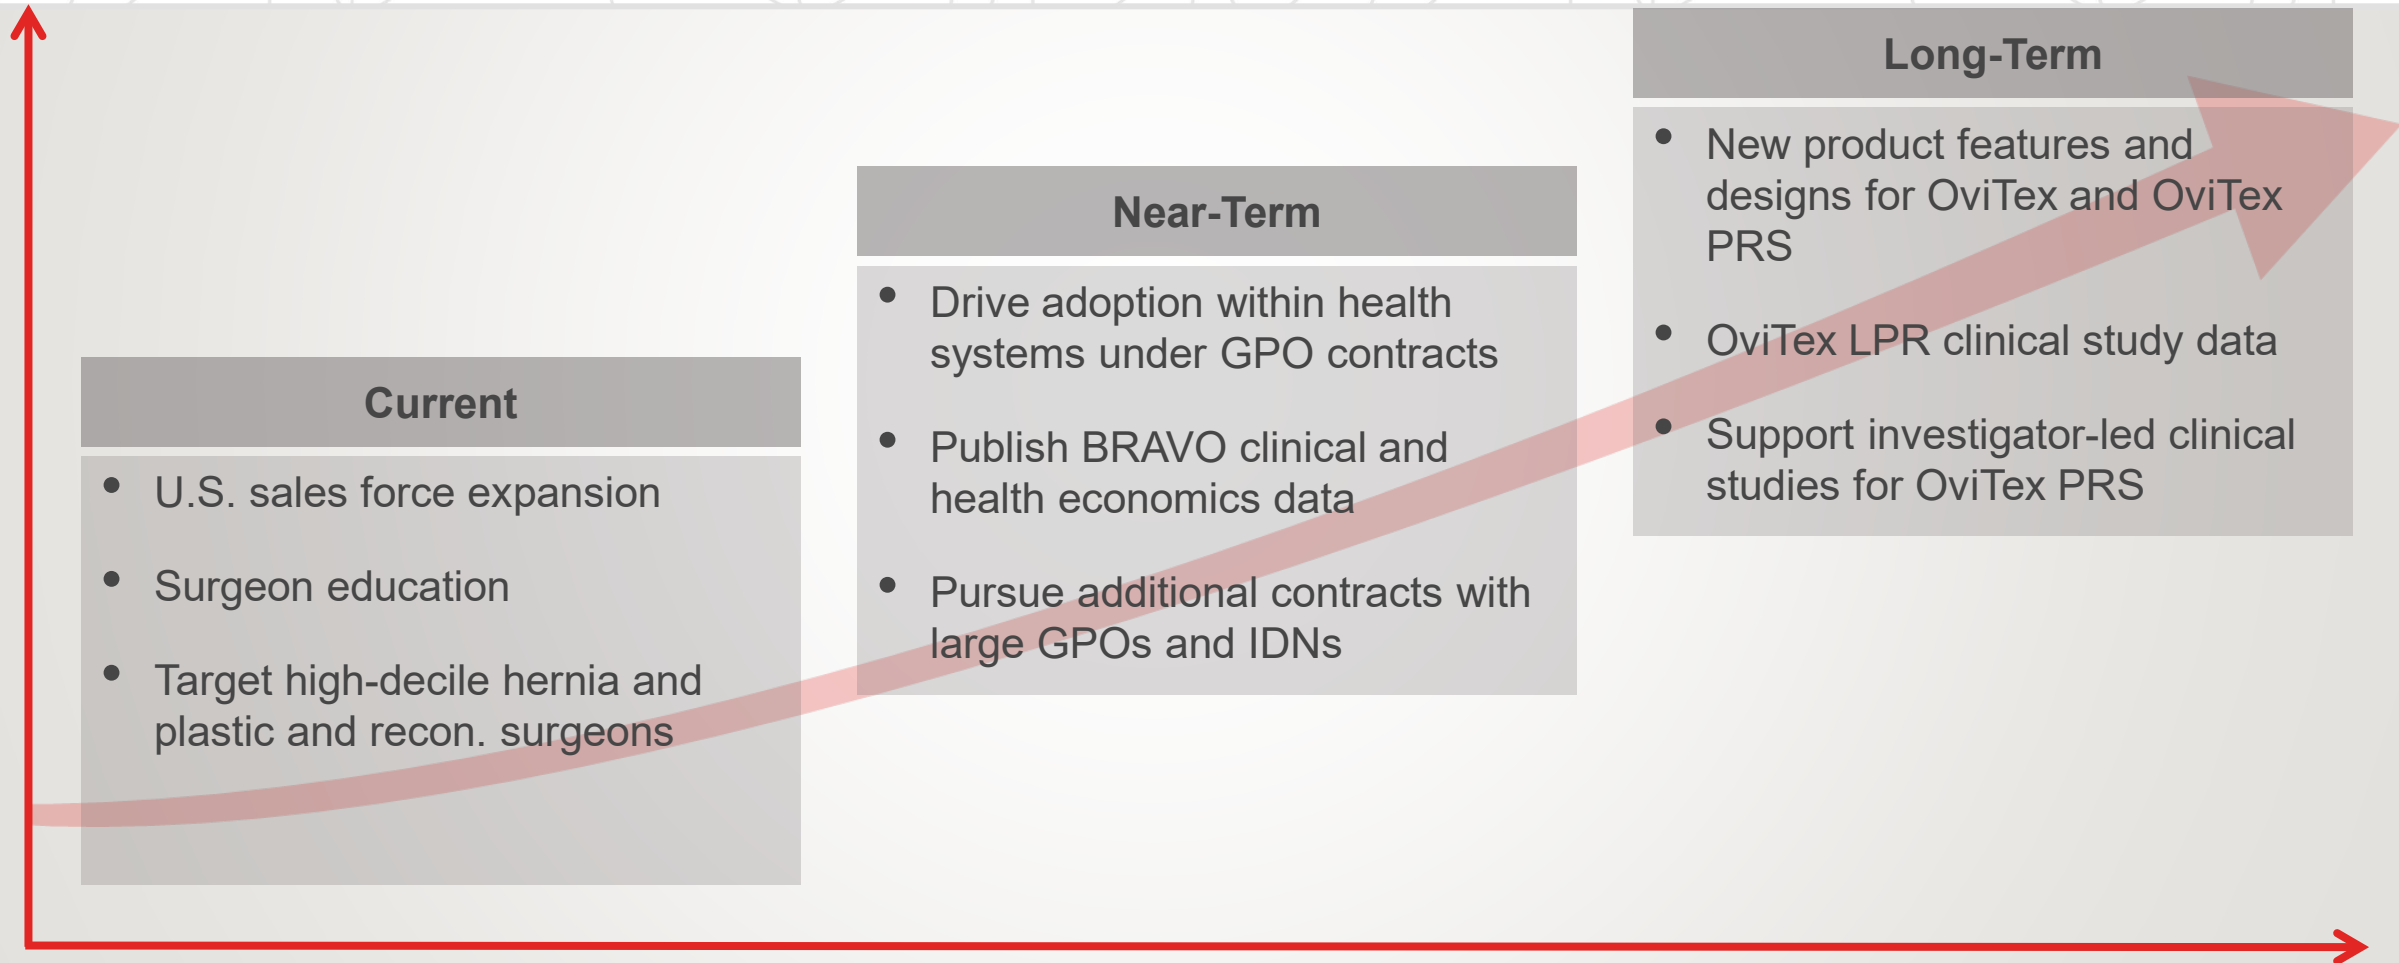 Current
• U.S. sales force expansion
• Surgeon education
• Target high-decile hernia and
plastic and recon. surgeons
Near-Term
• Drive adoption within health
systems under GPO contracts
• Publish BRAVO clinical and
health economics data
• Pursue additional contracts with
large GPOs and IDNs
Long-Term
• New product features and
designs for OviTex and OviTex
PRS
• OviTex LPR clinical study data
• Support investigator-led clinical
studies for OviTex PRS